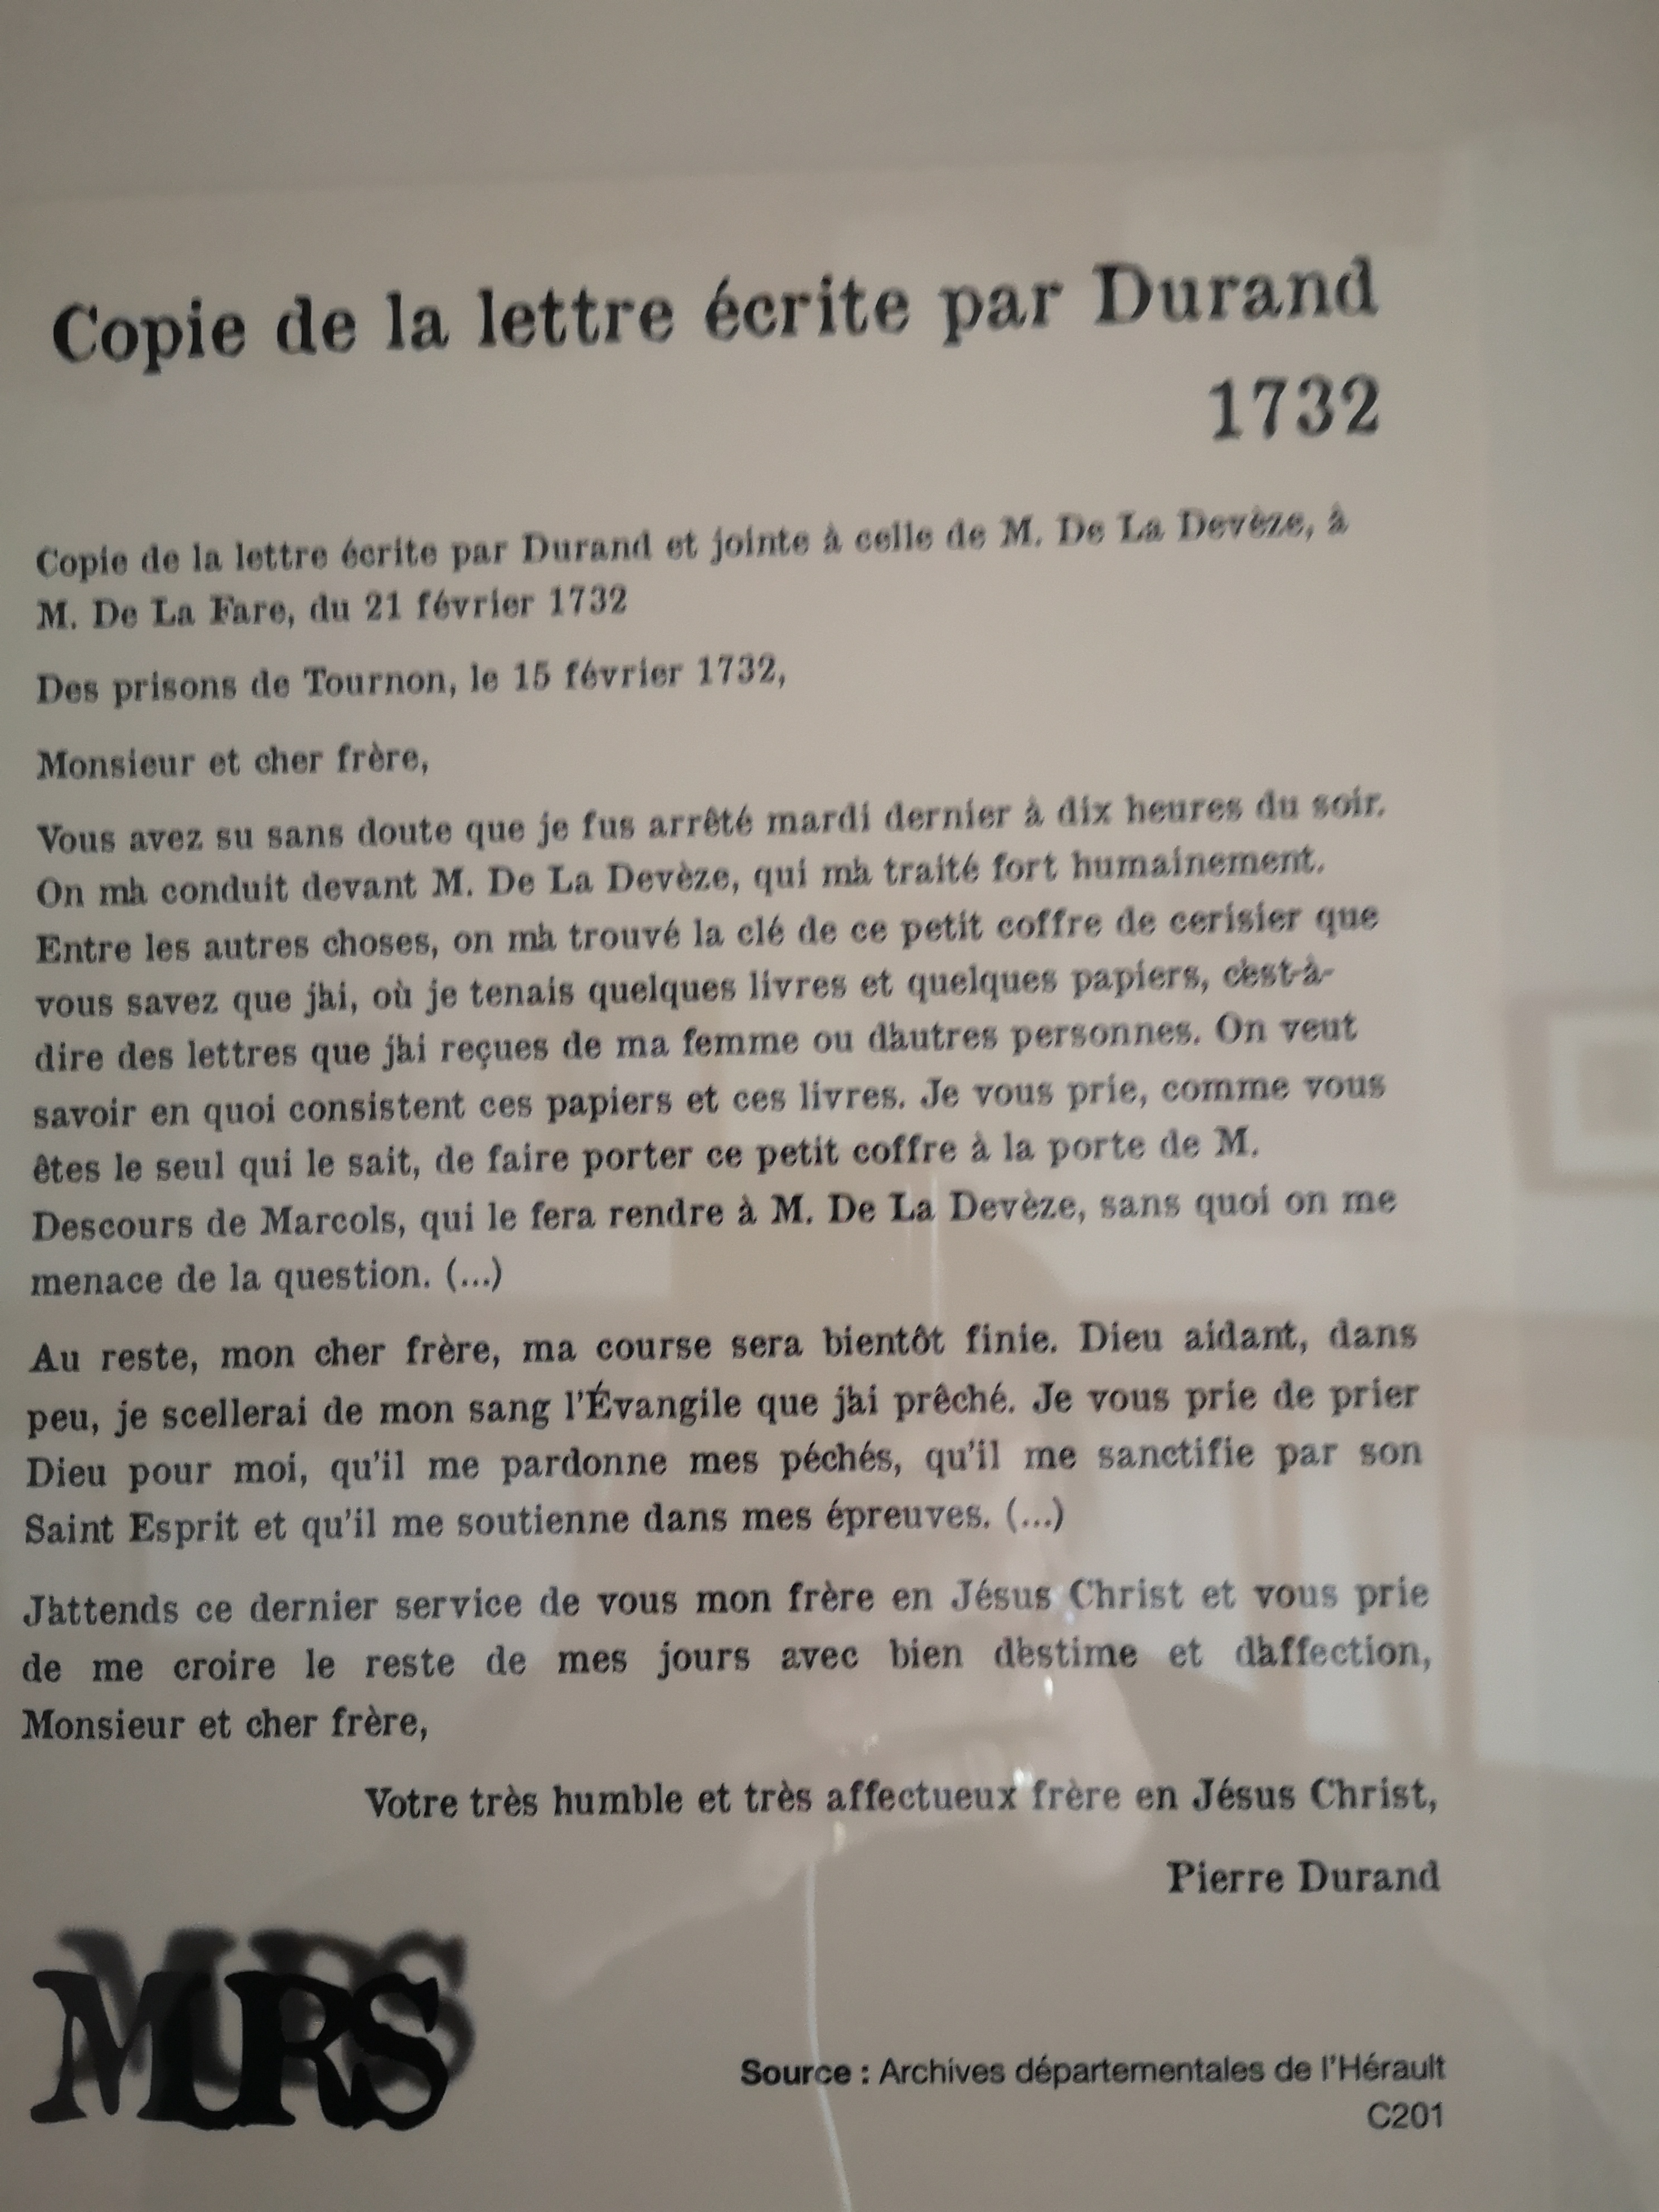 Copie de la lettre écrite par Durand
1732
Copie de la lettre écrite par Durand et jointe à celle de M. De La Devèze, à
M. De La Fare, du 21 février 1732
Des prisons de Tournon, le 15 février 1732,
Monsieur et cher frère,
Vous avez su sans doute que je fus arrêté mardi dernier à dix heures du soir.
On m'a conduit devant M. De La Devèze, qui m'a traité fort humainement.
Entre les autres choses, on m'a trouvé la clé de ce petit coffre de cerisier que
vous savez que j'ai, où je tenais quelques livres et quelques papiers, c'est-à-
dire des lettres que j'ai reçues de ma femme ou d'autres personnes. On veut
savoir en quoi consistent ces papiers et ces livres. Je vous prie, comme vous
êtes le seul qui le sait, de faire porter ce petit coffre à la porte de M.
Descours de Marcols, qui le fera rendre à M. De La Devèze, sans quoi on me
menace de la question. (...)
Au reste, mon cher frère, ma course sera bientôt finie. Dieu aidant, dans
peu, je scellerai de mon sang l'Évangile que j'ai prêché. Je vous prie de prier
Dieu pour moi, qu'il me pardonne mes péchés, qu'il me sanctifie par son
Saint Esprit et qu'il me soutienne dans mes épreuves. (...)
J'attends ce dernier service de vous mon frère en Jésus Christ et vous prie
de me croire le reste de mes jours avec bien d'estime et d'affection,
Monsieur et cher frère,
Votre très humble et très affectueux frère en Jésus Christ,
Pierre Durand
MURS
Source : Archives départementales de l'Hérault
C201